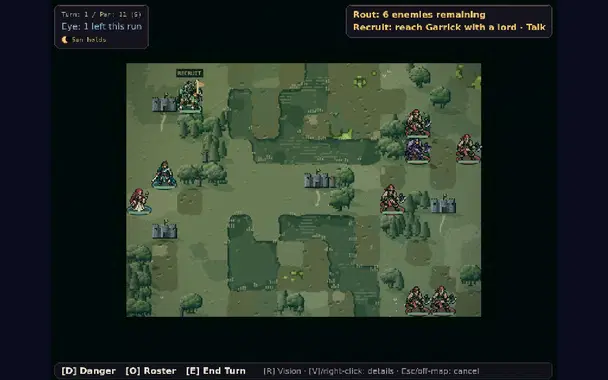 Turn: 1 / Par: 11 (S)
Eye: 1 left this run
San holds
Rout: 6 enemies remaining
Recruit: reach Garrick with a lord · Talk
RECRUIT
[D] Danger [O] Roster [E] End Turn [R] Vision · [V]/right-click: details · Esc/off-map: cancel